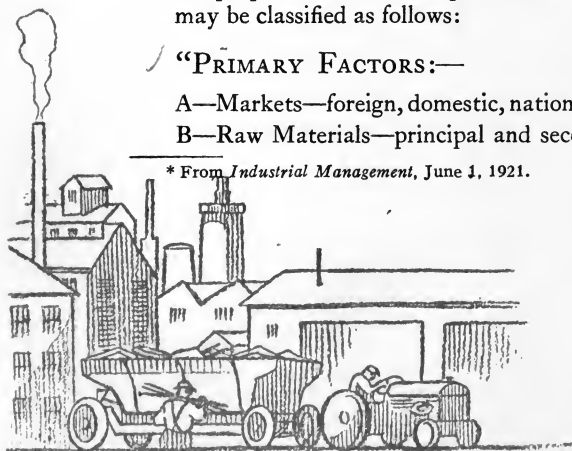 may be classified as follows:
“PRIMARY FACTORS:—
A—Markets—foreign, domestic, nation
B—Raw Materials—principal and sec
* From Industrial Management, June 1, 1921.